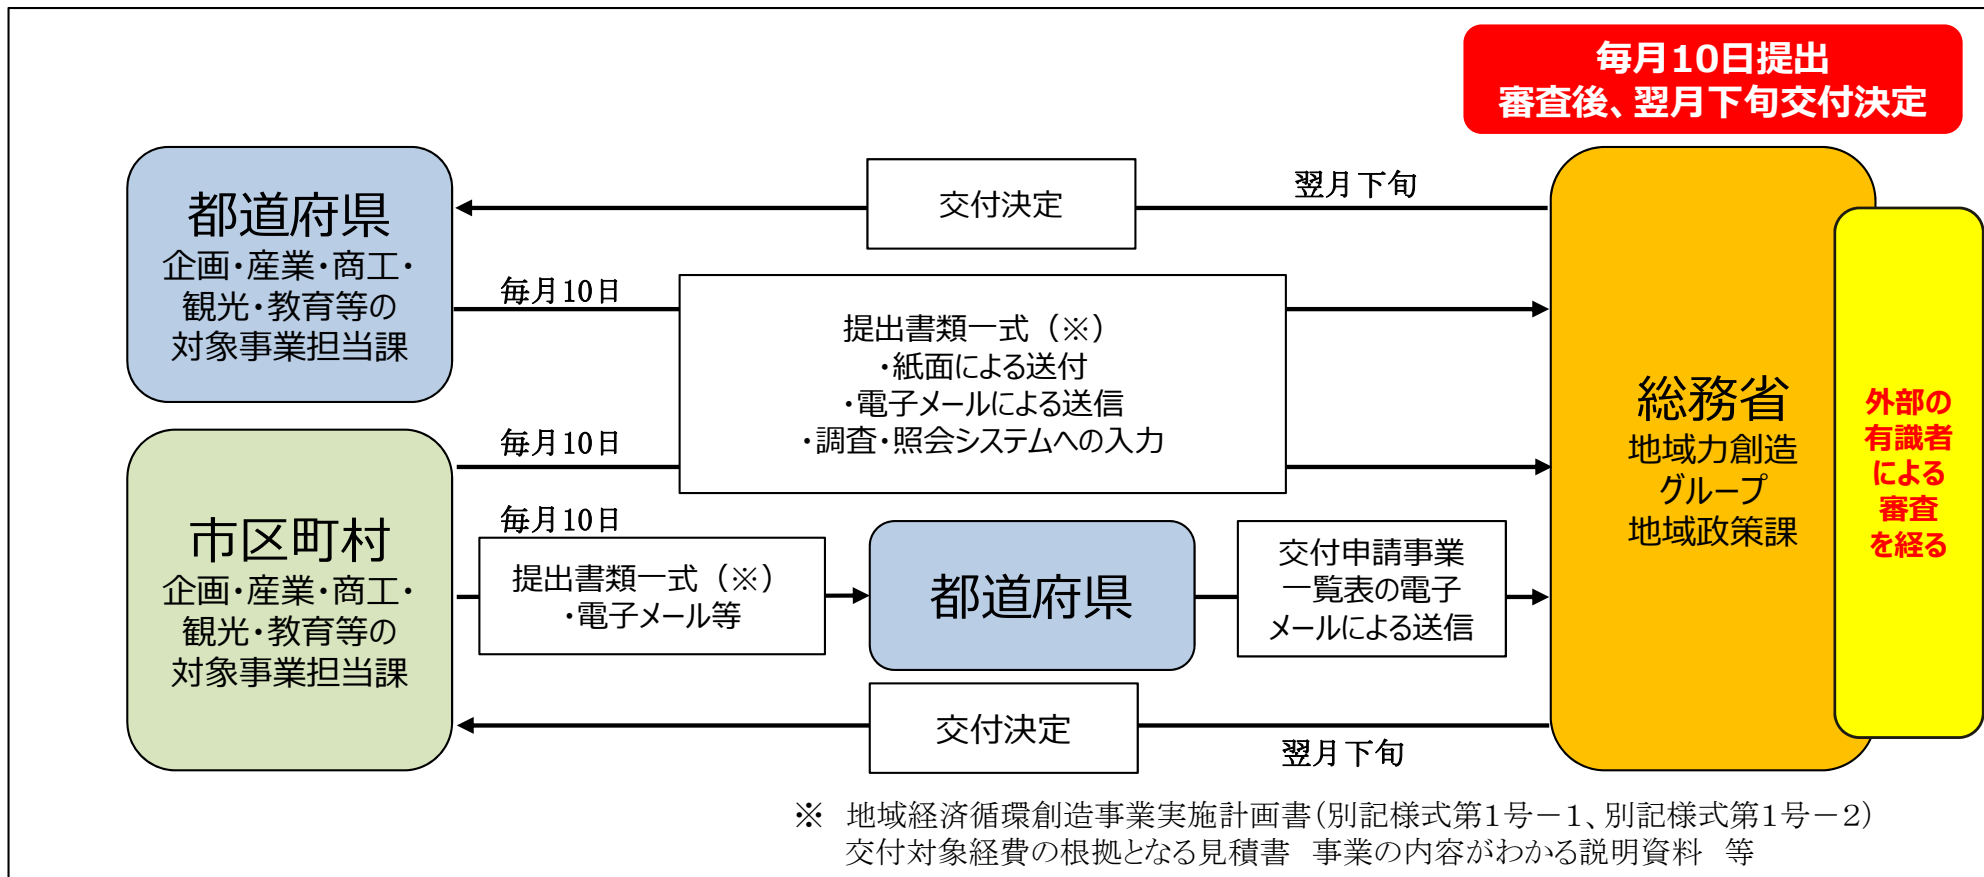 毎月10日提出
審査後、翌月下旬交付決定
都道府県
企画・産業・商工・
観光・教育等の
対象事業担当課
交付決定
翌月下旬
毎月10日
提出書類一式（※）
・紙面による送付
・電子メールによる送信
・調査・照会システムへの入力
毎月10日
市区町村
企画・産業・商工・
観光・教育等の
対象事業担当課
毎月10日
提出書類一式（※）
・電子メール等
都道府県
交付申請事業
一覧表の電子
メールによる送信
交付決定
翌月下旬
総務省
地域力創造
グループ
地域政策課
外部の
有識者
による
審査
を経る
※　地域経済循環創造事業実施計画書（別記様式第１号－１、別記様式第１号－２）
交付対象経費の根拠となる見積書　事業の内容がわかる説明資料　等